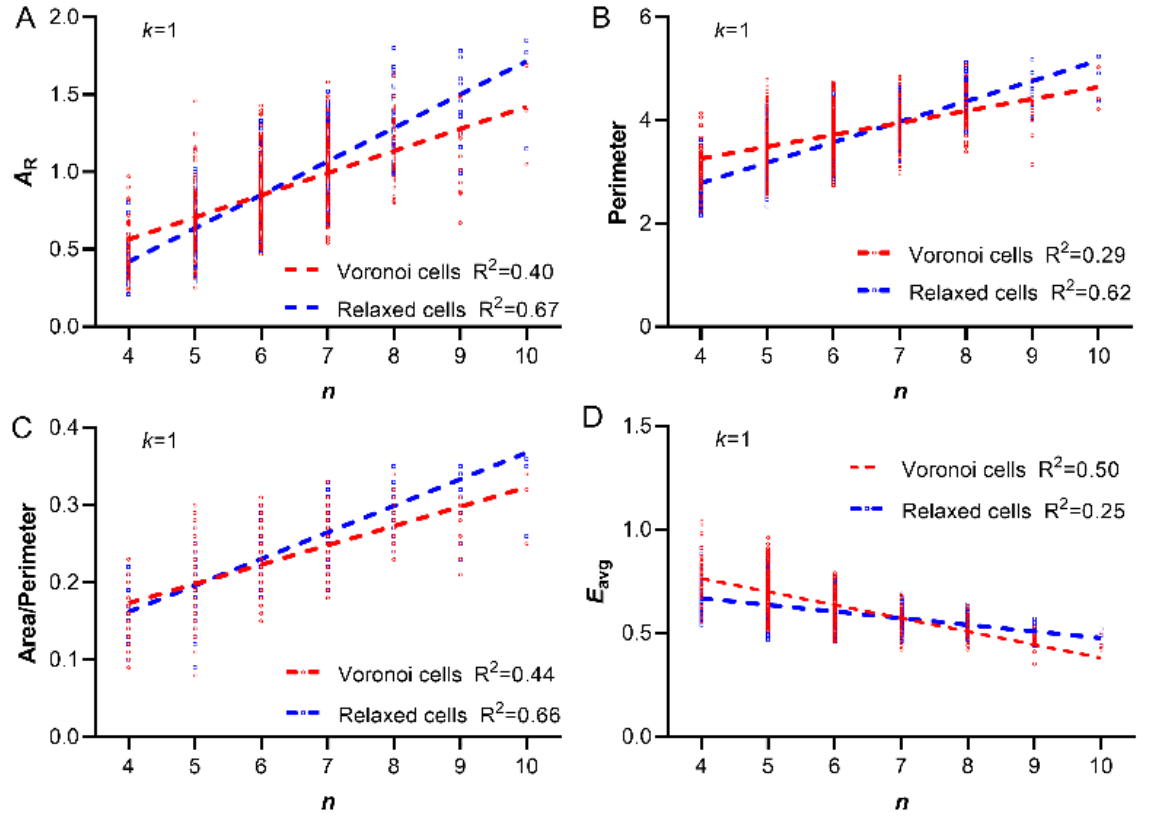 A
k=1
2.0
1.5
1.0
0.5
0.0
A_R
Voronoi cells R²=0.40
Relaxed cells R²=0.67
4 5 6 7 8 9 10
n
B
k=1
6
4
2
0
Perimeter
Voronoi cells R²=0.29
Relaxed cells R²=0.62
4 5 6 7 8 9 10
n
C
k=1
0.4
0.3
0.2
0.1
0.0
Area/Perimeter
Voronoi cells R²=0.44
Relaxed cells R²=0.66
4 5 6 7 8 9 10
n
D
k=1
1.5
1.0
0.5
0.0
E_avg
Voronoi cells R²=0.50
Relaxed cells R²=0.25
4 5 6 7 8 9 10
n